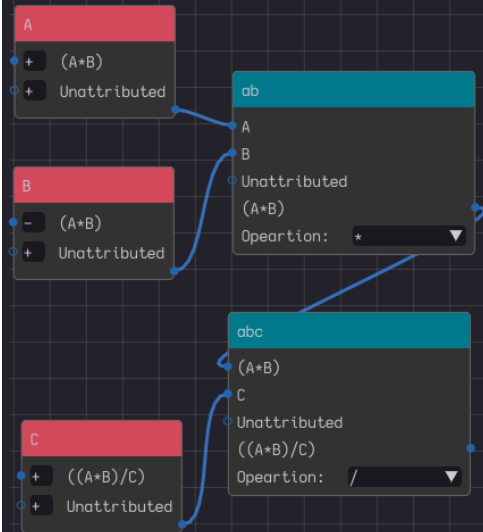 A
+ (A*B)
+ Unattributed
B
- (A*B)
+ Unattributed
ab
A
B
Unattributed
(A*B)
Opeartion: * ▼
abc
(A*B)
C
Unattributed
((A*B)/C)
Opeartion: / ▼
C
+ ((A*B)/C)
+ Unattributed